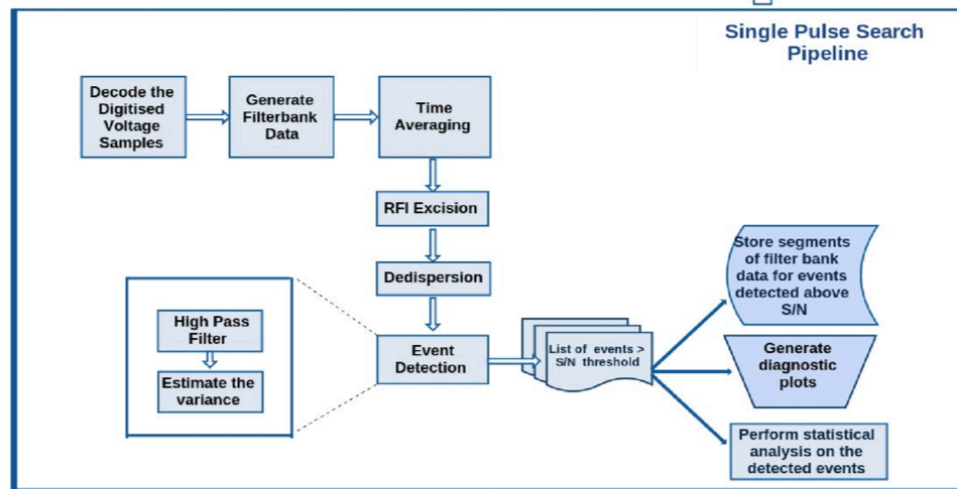 Single Pulse Search
Pipeline
Decode the
Digitised
Voltage
Samples
Generate
Filterbank
Data
Time
Averaging
RFI Excision
Dedispersion
Event
Detection
High Pass
Filter
Estimate the
variance
List of events >
S/N threshold
Store segments
of filter bank
data for events
detected above
S/N
Generate
diagnostic
plots
Perform statistical
analysis on the
detected events